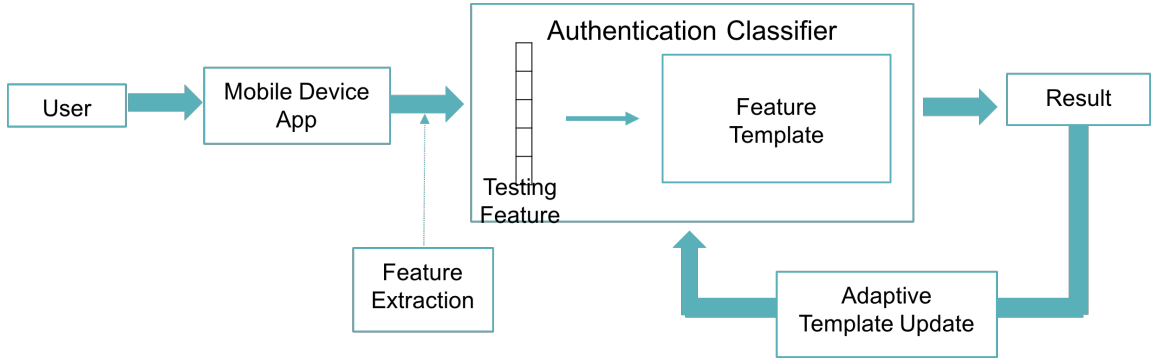 User
Mobile Device
App
Authentication Classifier
Testing
Feature
Feature
Template
Result
Feature
Extraction
Adaptive
Template Update